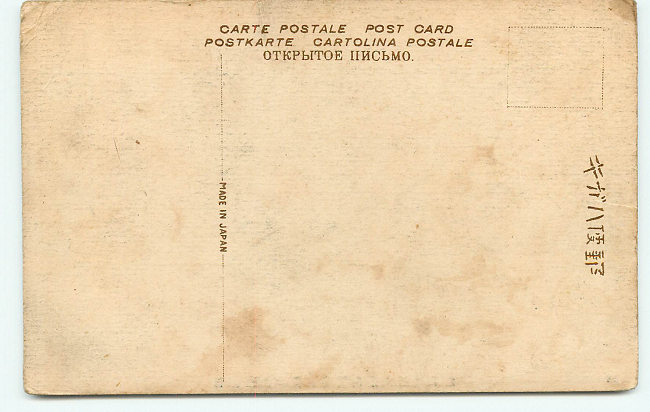 CARTE POSTALE POST CARD
POSTKARTE CARTOLINA POSTALE
ОТКРЫТОЕ ПИСЬМО.
MADE IN JAPAN
郵便ハガキ